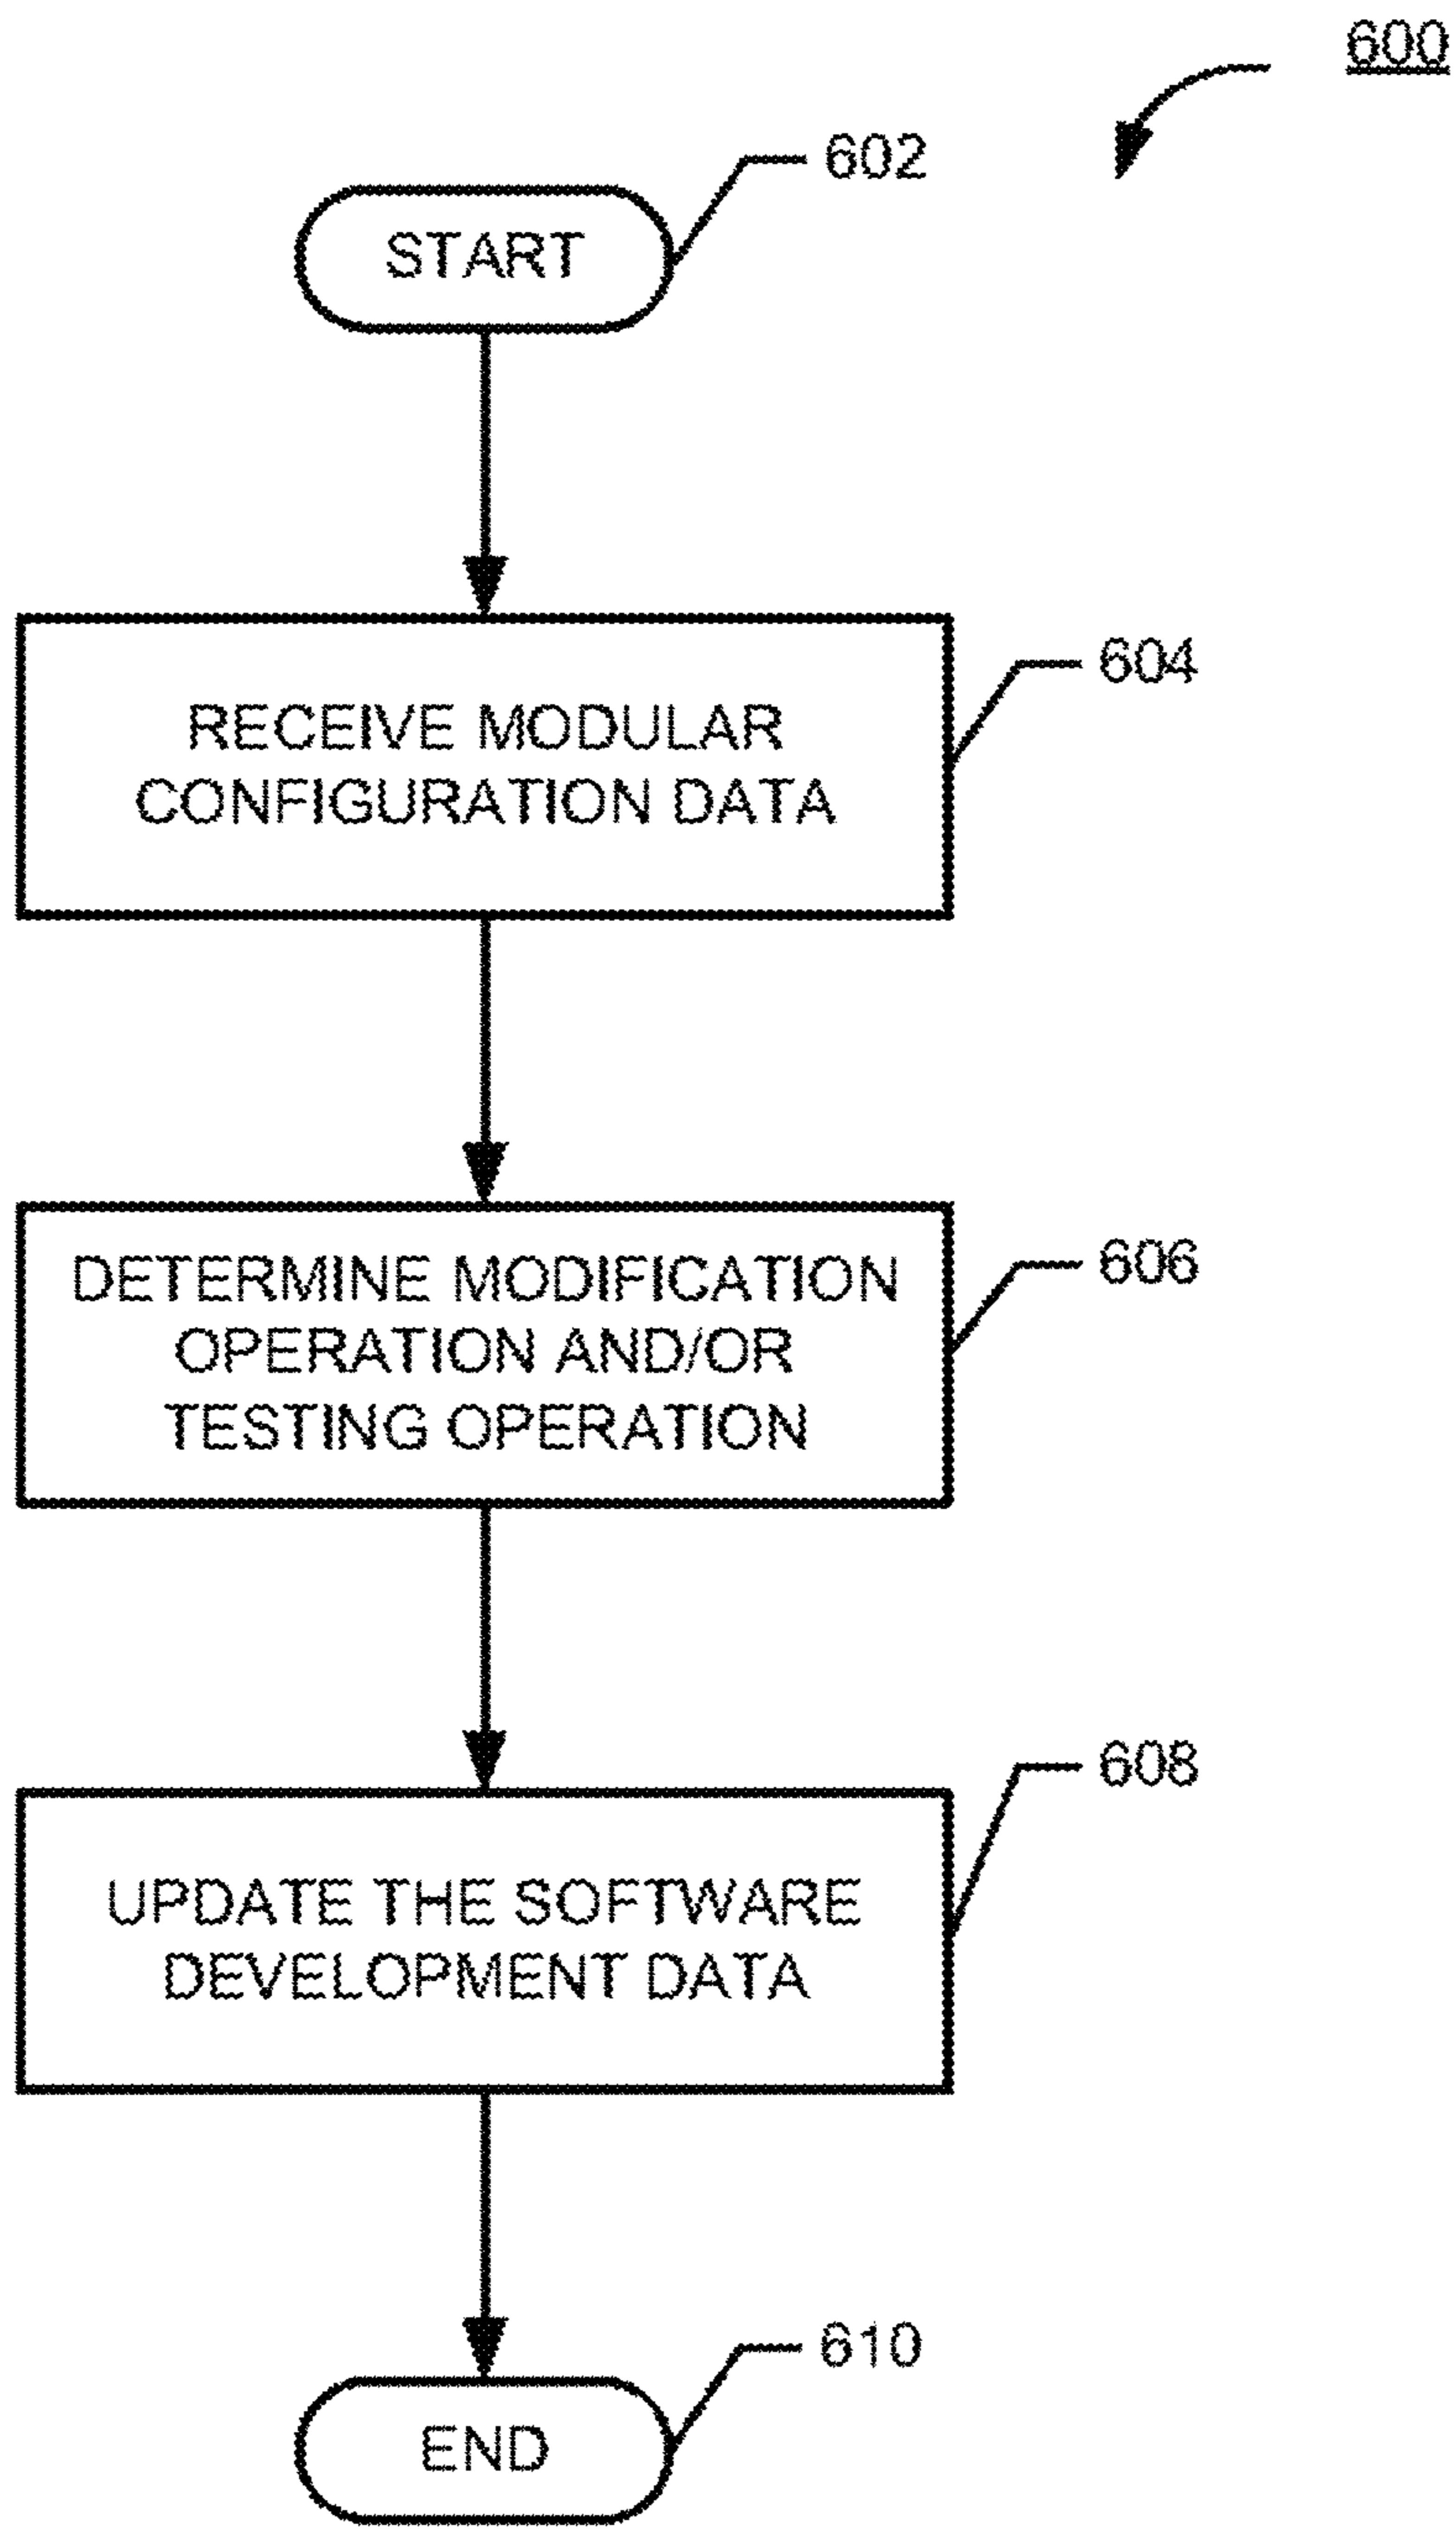 600
602
START
604
RECEIVE MODULAR
CONFIGURATION DATA
606
DETERMINE MODIFICATION
OPERATION AND/OR
TESTING OPERATION
608
UPDATE THE SOFTWARE
DEVELOPMENT DATA
610
END